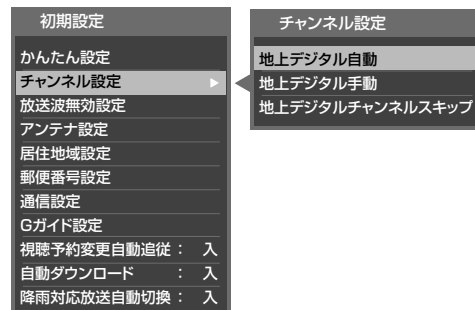 初期設定
かんたん設定
チャンネル設定
放送波無効設定
アンテナ設定
居住地域設定
郵便番号設定
通信設定
Gガイド設定
視聴予約変更自動追従： 入
自動ダウンロード ： 入
降雨対応放送自動切換： 入
チャンネル設定
地上デジタル自動
地上デジタル手動
地上デジタルチャンネルスキップ